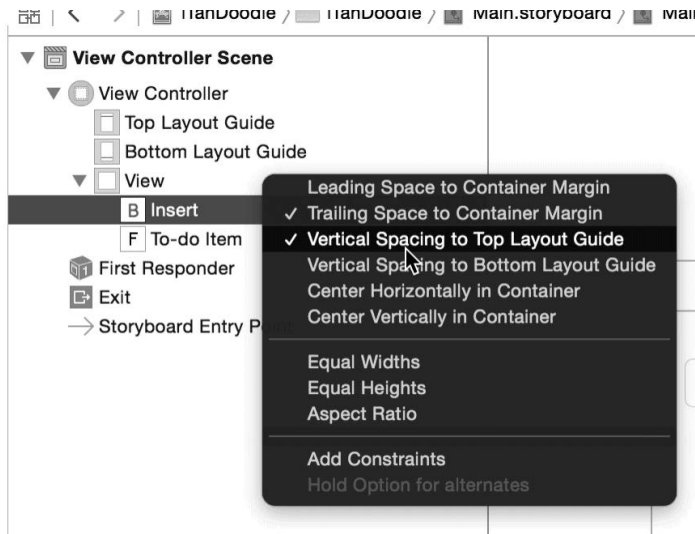 iTahDoodle iTahDoodle Main.storyboard
View Controller Scene
View Controller
Top Layout Guide
Bottom Layout Guide
View
B Insert
F To-do Item
First Responder
Exit
Storyboard Entry
Leading Space to Container Margin
✓ Trailing Space to Container Margin
✓ Vertical Spacing to Top Layout Guide
Vertical Spacing to Bottom Layout Guide
Center Horizontally in Container
Center Vertically in Container
Equal Widths
Equal Heights
Aspect Ratio
Add Constraints
Hold Option for alternates